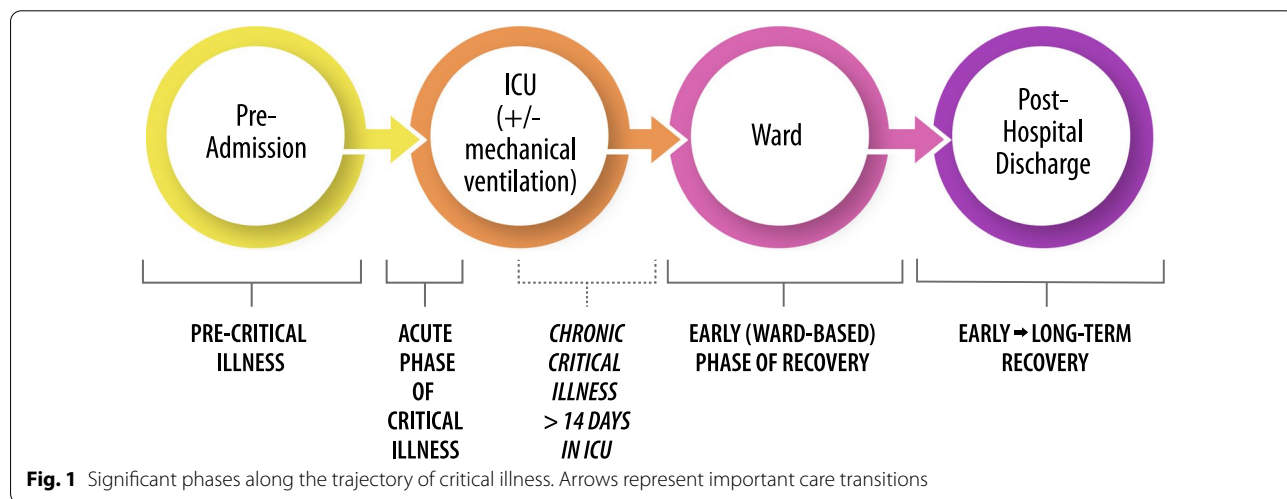 Pre-
Admission
ICU
(+/-
mechanical
ventilation)
Ward
Post-
Hospital
Discharge
PRE-CRITICAL
ILLNESS
ACUTE
PHASE
OF
CRITICAL
ILLNESS
CHRONIC
CRITICAL
ILLNESS
> 14 DAYS
IN ICU
EARLY (WARD-BASED)
PHASE OF RECOVERY
EARLY ➞ LONG-TERM
RECOVERY
Fig. 1 Significant phases along the trajectory of critical illness. Arrows represent important care transitions